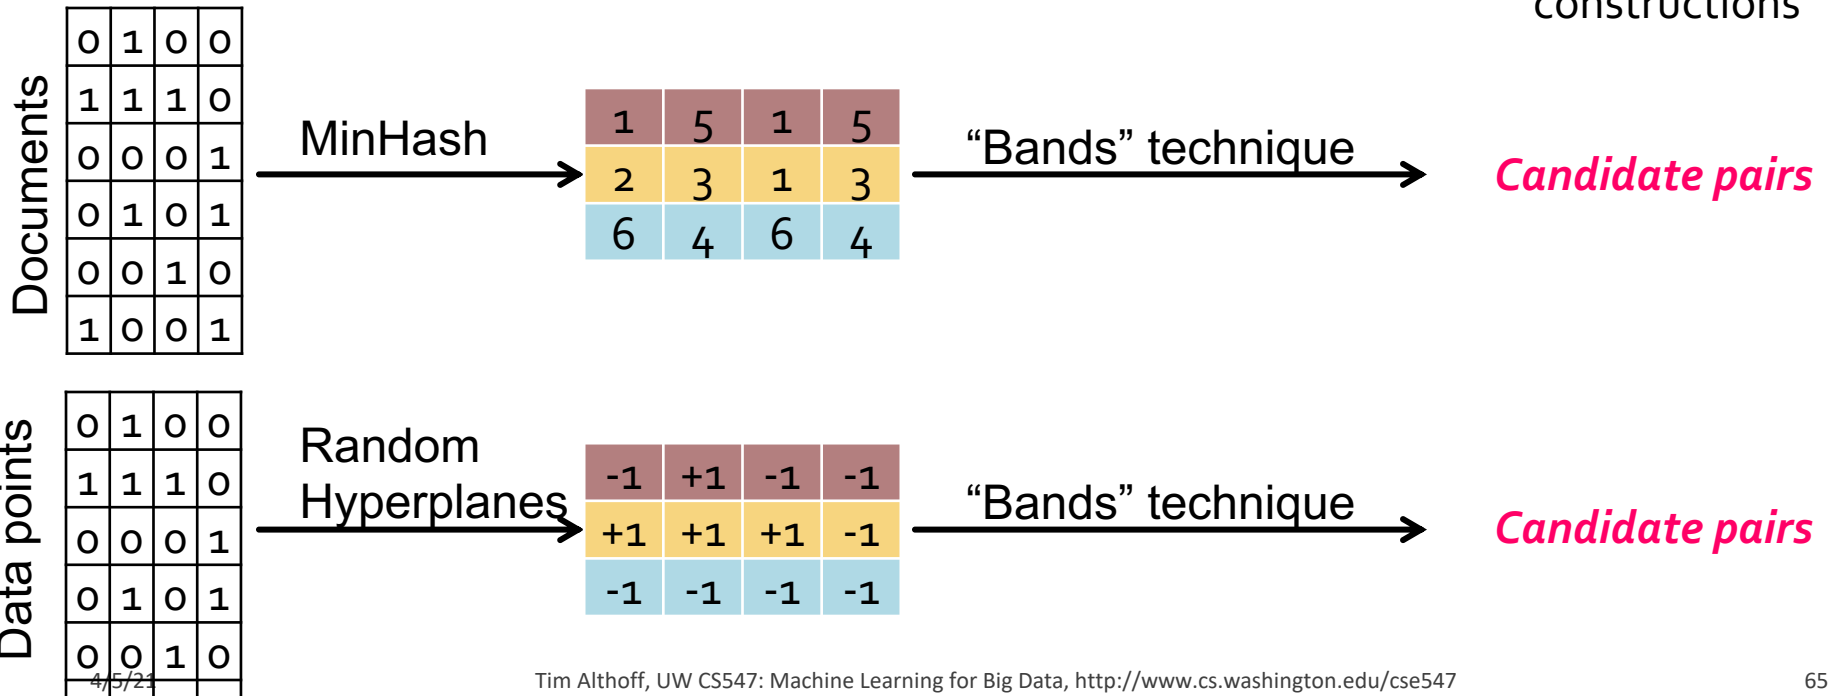 constructions
Documents
0 1 0 0
1 1 1 0
0 0 0 1
0 1 0 1
0 0 1 0
1 0 0 1
MinHash
1 5 1 5
2 3 1 3
6 4 6 4
“Bands” technique
Candidate pairs
Data points
0 1 0 0
1 1 1 0
0 0 0 1
0 1 0 1
0 0 1 0
Random
Hyperplanes
-1 +1 -1 -1
+1 +1 +1 -1
-1 -1 -1 -1
“Bands” technique
Candidate pairs
4/5/21
Tim Althoff, UW CS547: Machine Learning for Big Data, http://www.cs.washington.edu/cse547
65